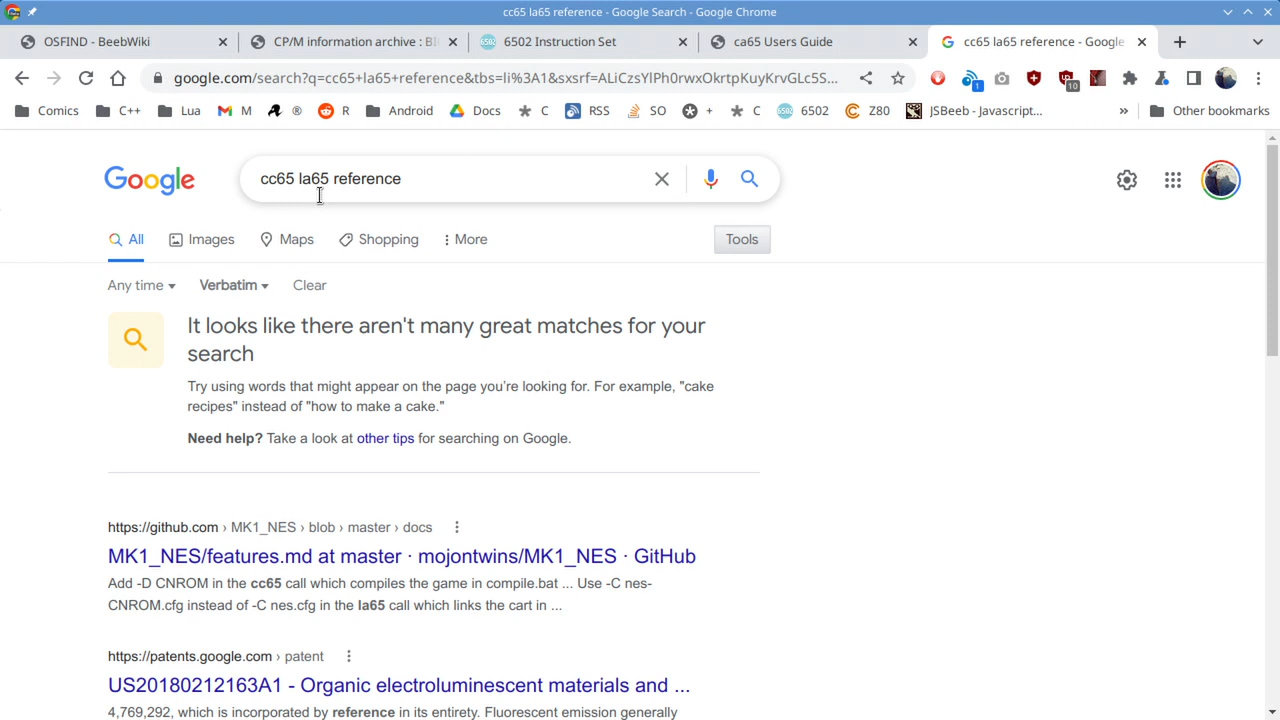 cc65 la65 reference - Google Search - Google Chrome
OSFIND - BeebWiki
CP/M information archive : BI
6502 Instruction Set
ca65 Users Guide
cc65 la65 reference - Google
google.com/search?q=cc65+la65+reference&tbs=li%3A1&sxsrf=ALiCzsYlPh0rwxOkrtpKuyKrvGLc5S...
1
10
Comics C++ Lua M ® R Android Docs C RSS SO + C 6502 Z80 JSBeeb - Javascript... » Other bookmarks
Google
cc65 la65 reference
All Images Maps Shopping More Tools
Any time Verbatim Clear
It looks like there aren't many great matches for your
search
Try using words that might appear on the page you're looking for. For example, "cake
recipes" instead of "how to make a cake."
Need help? Take a look at other tips for searching on Google.
https://github.com › MK1_NES › blob › master › docs
MK1_NES/features.md at master · mojontwins/MK1_NES · GitHub
Add -D CNROM in the cc65 call which compiles the game in compile.bat ... Use -C nes-
CNROM.cfg instead of -C nes.cfg in the la65 call which links the cart in ...
https://patents.google.com › patent
US20180212163A1 - Organic electroluminescent materials and ...
4,769,292, which is incorporated by reference in its entirety. Fluorescent emission generally